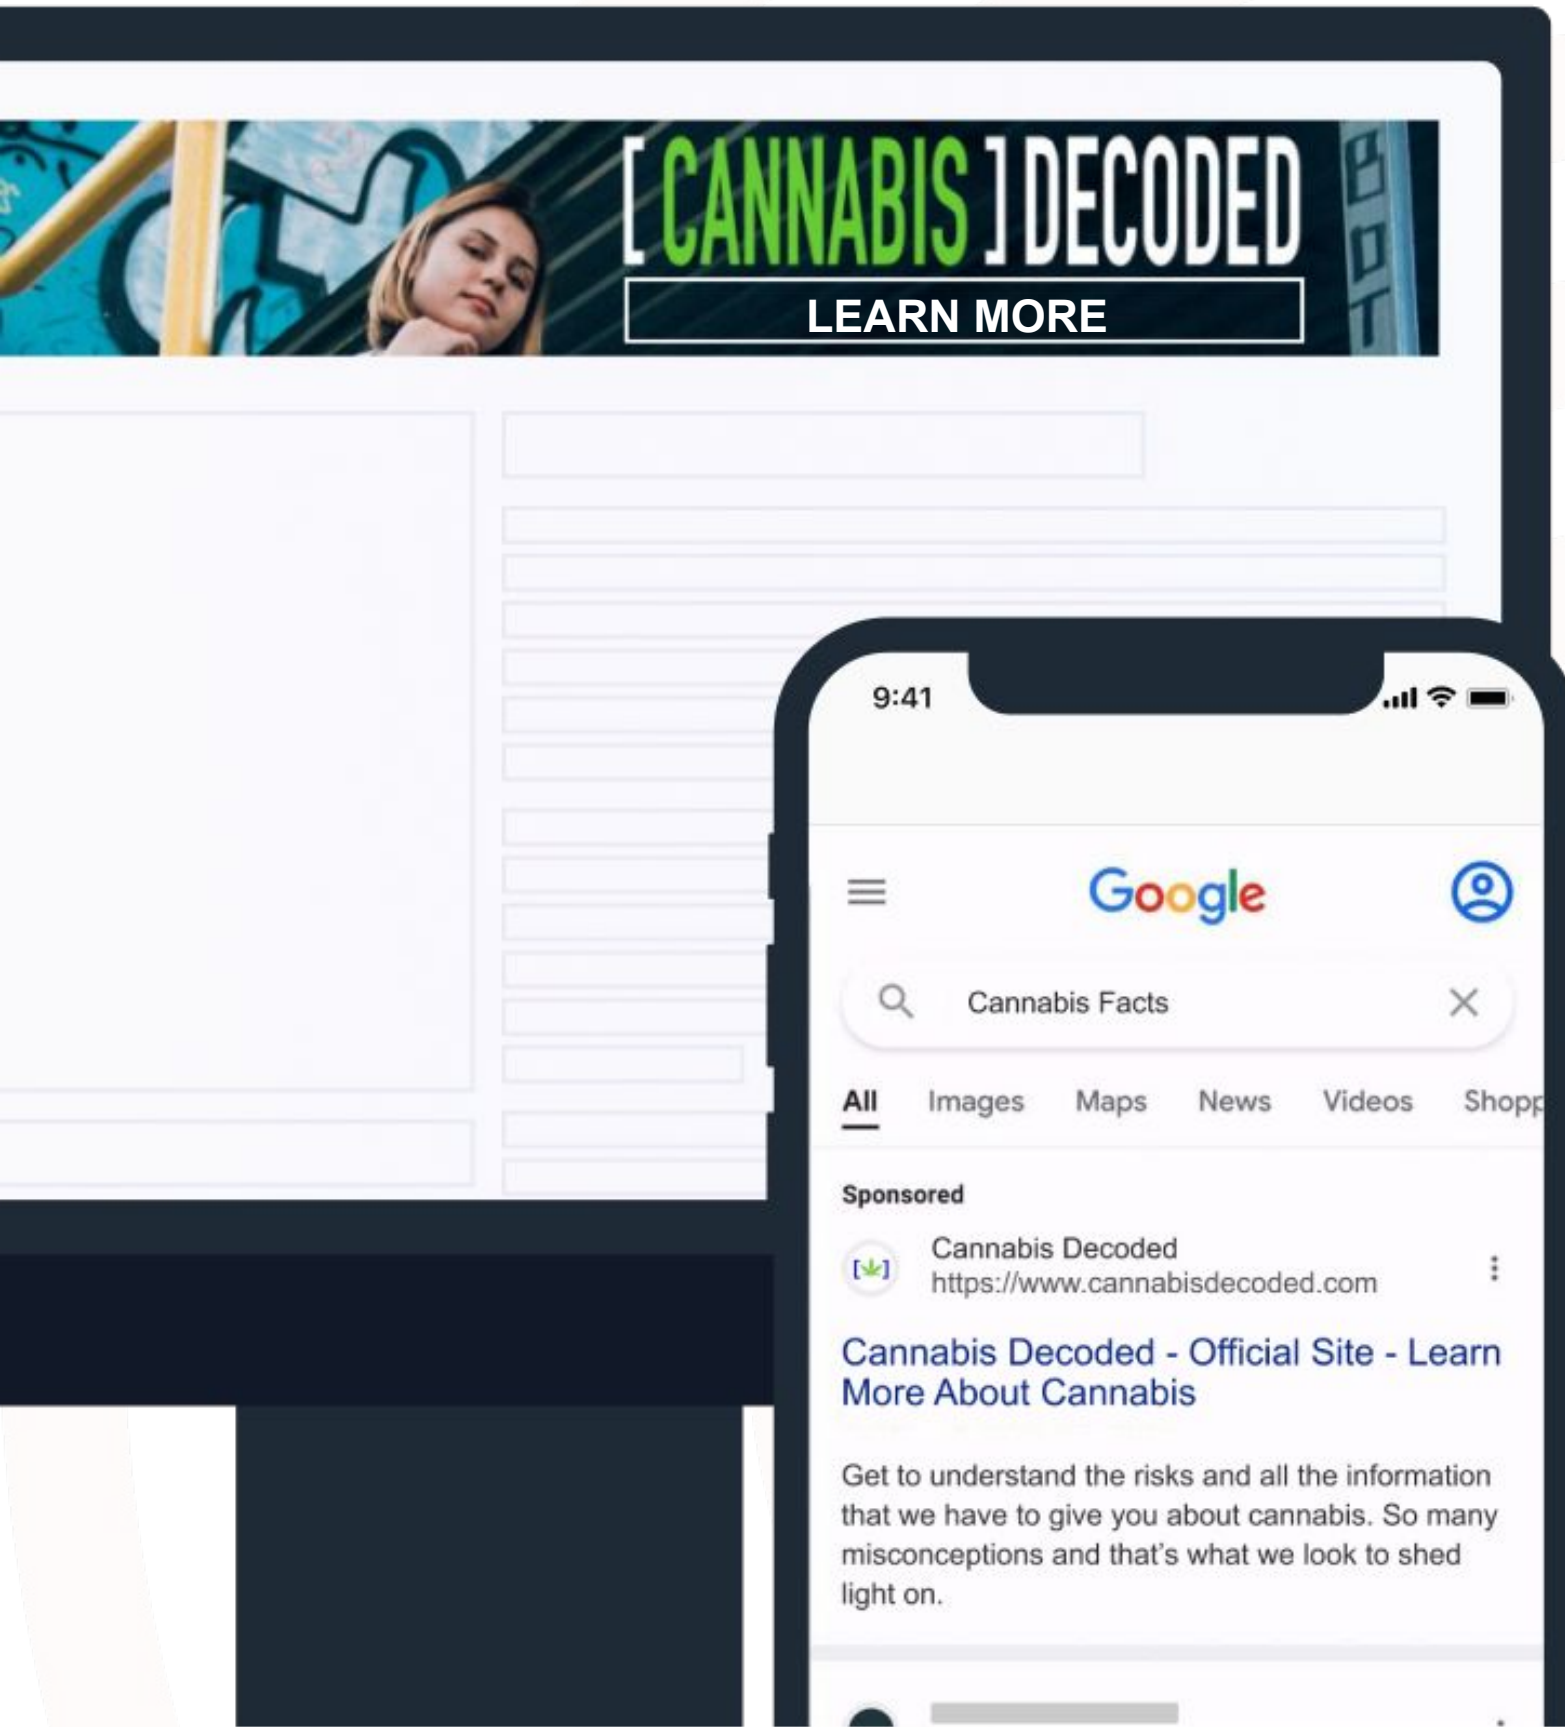 [ CANNABIS ] DECODED
LEARN MORE
9:41
Google
Cannabis Facts
All Images Maps News Videos Shopp
Sponsored
Cannabis Decoded
https://www.cannabisdecoded.com
Cannabis Decoded - Official Site - Learn
More About Cannabis
Get to understand the risks and all the information
that we have to give you about cannabis. So many
misconceptions and that's what we look to shed
light on.